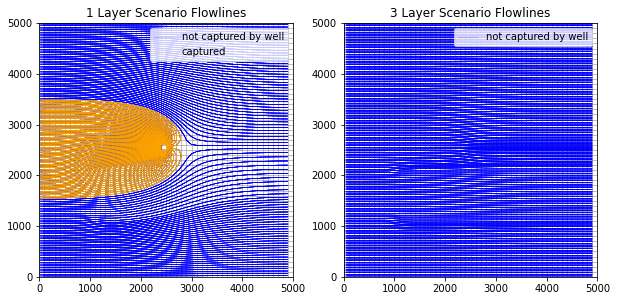 1 Layer Scenario Flowlines
not captured by well
captured
5000
4000
3000
2000
1000
0
0 1000 2000 3000 4000 5000
3 Layer Scenario Flowlines
not captured by well
5000
4000
3000
2000
1000
0
0 1000 2000 3000 4000 5000